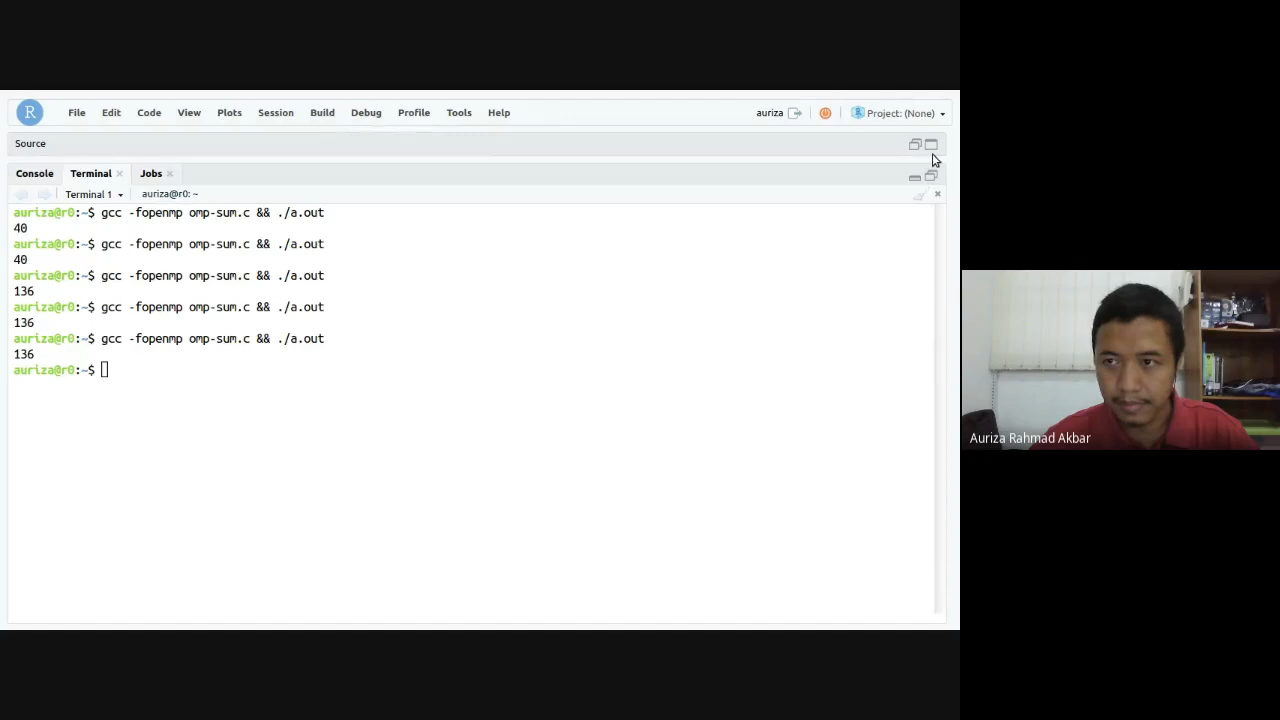 R File Edit Code View Plots Session Build Debug Profile Tools Help auriza Project: (None)
Source
Console Terminal Jobs
Terminal 1 auriza@r0: ~
auriza@r0:~$ gcc -fopenmp omp-sum.c && ./a.out
40
auriza@r0:~$ gcc -fopenmp omp-sum.c && ./a.out
40
auriza@r0:~$ gcc -fopenmp omp-sum.c && ./a.out
136
auriza@r0:~$ gcc -fopenmp omp-sum.c && ./a.out
136
auriza@r0:~$ gcc -fopenmp omp-sum.c && ./a.out
136
auriza@r0:~$
Auriza Rahmad Akbar